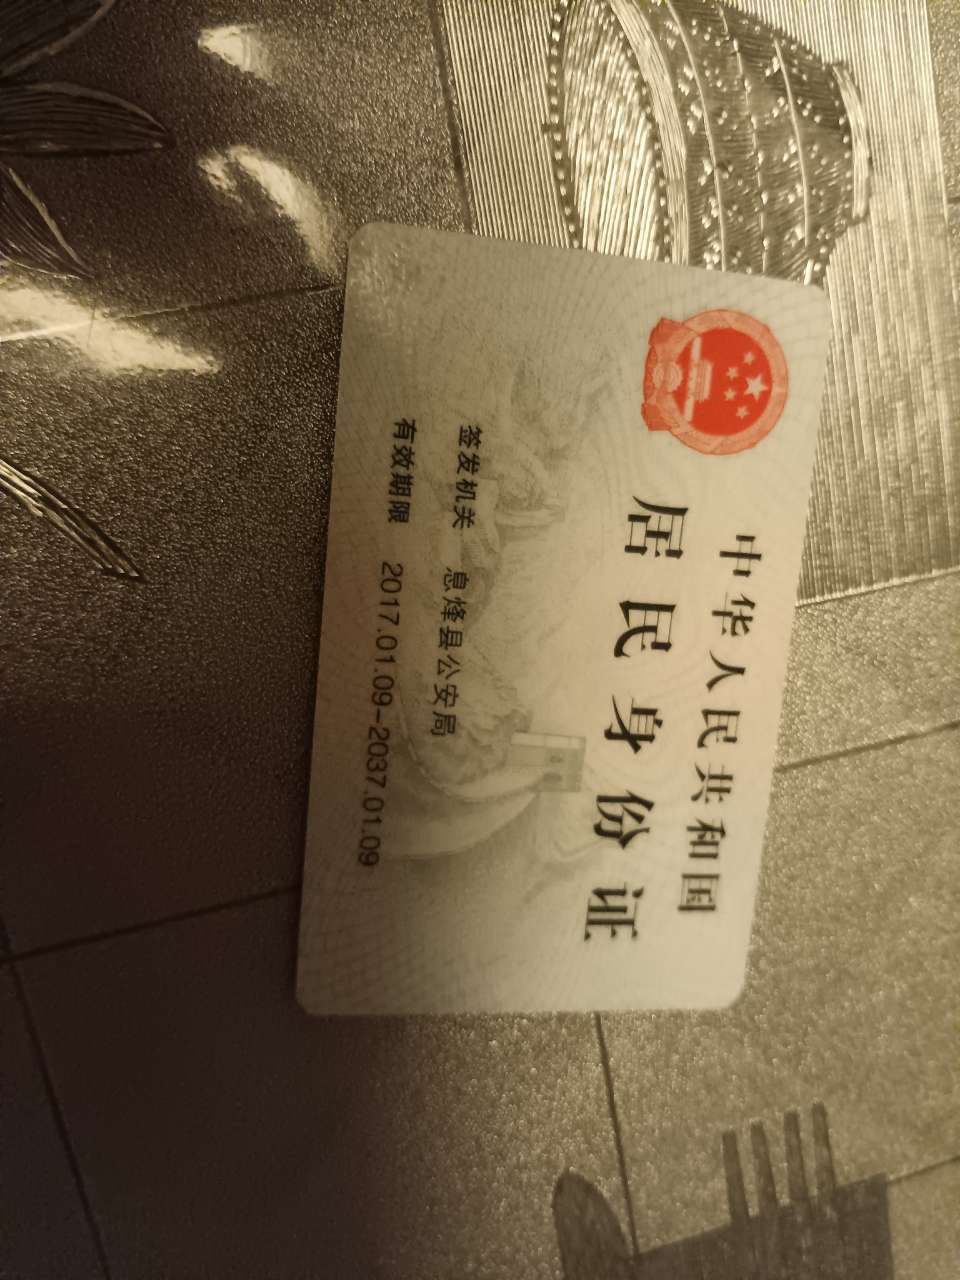 中华人民共和国
居民身份证
签发机关 息烽县公安局
有效期限 2017.01.09-2037.01.09